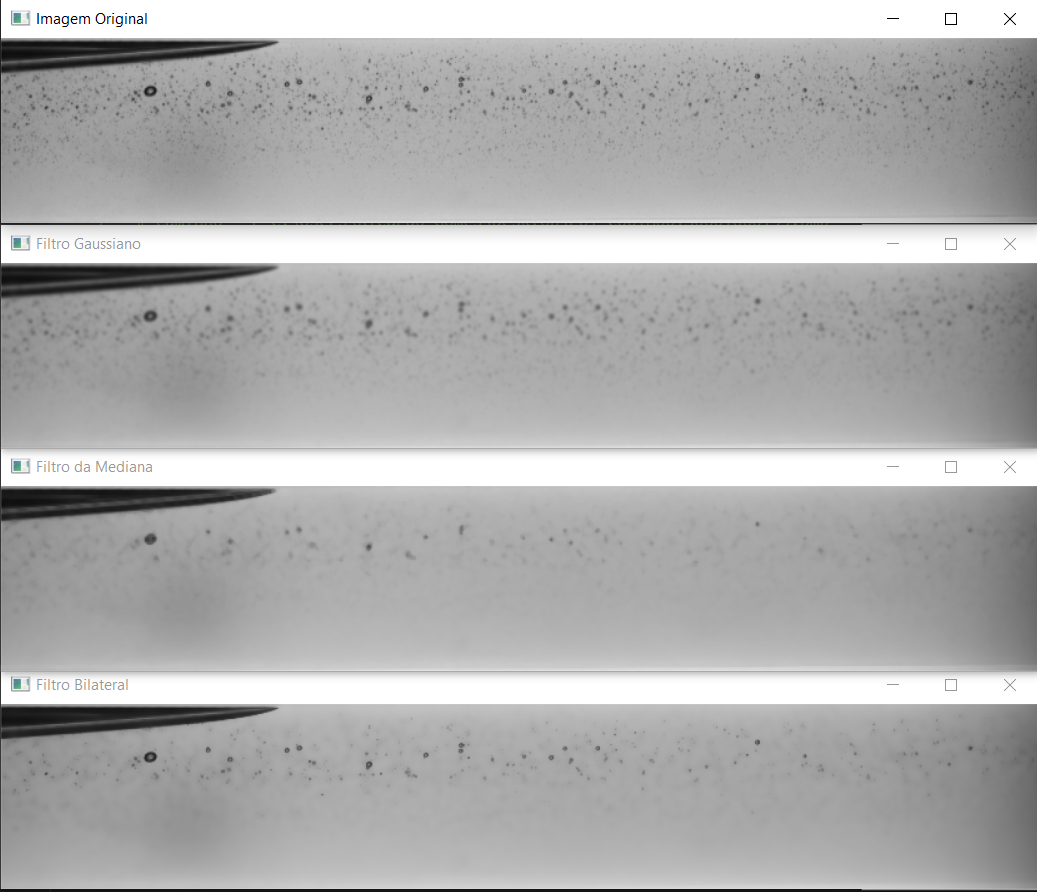 Imagem Original
Filtro Gaussiano
Filtro da Mediana
Filtro Bilateral